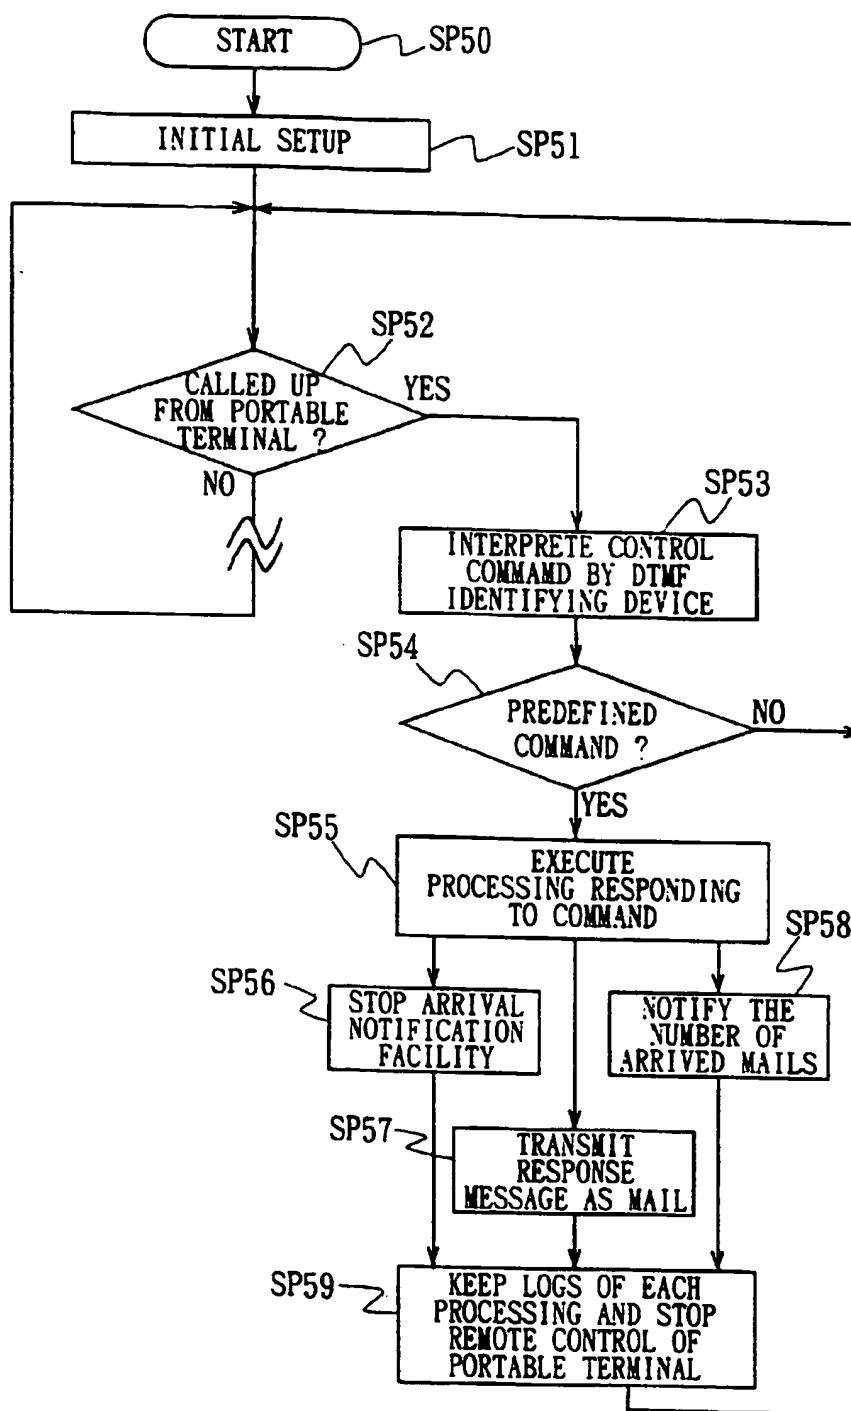 START
SP50
INITIAL SETUP
SP51
SP52
CALLED UP
FROM PORTABLE
TERMINAL ?
YES
NO
SP53
INTERPRETE CONTROL
COMMAMD BY DTMF
IDENTIFYING DEVICE
SP54
PREDEFINED
COMMAND ?
NO
YES
SP55
EXECUTE
PROCESSING RESPONDING
TO COMMAND
SP58
SP56
STOP ARRIVAL
NOTIFICATION
FACILITY
NOTIFY THE
NUMBER OF
ARRIVED MAILS
SP57
TRANSMIT
RESPONSE
MESSAGE AS MAIL
SP59
KEEP LOGS OF EACH
PROCESSING AND STOP
REMOTE CONTROL OF
PORTABLE TERMINAL